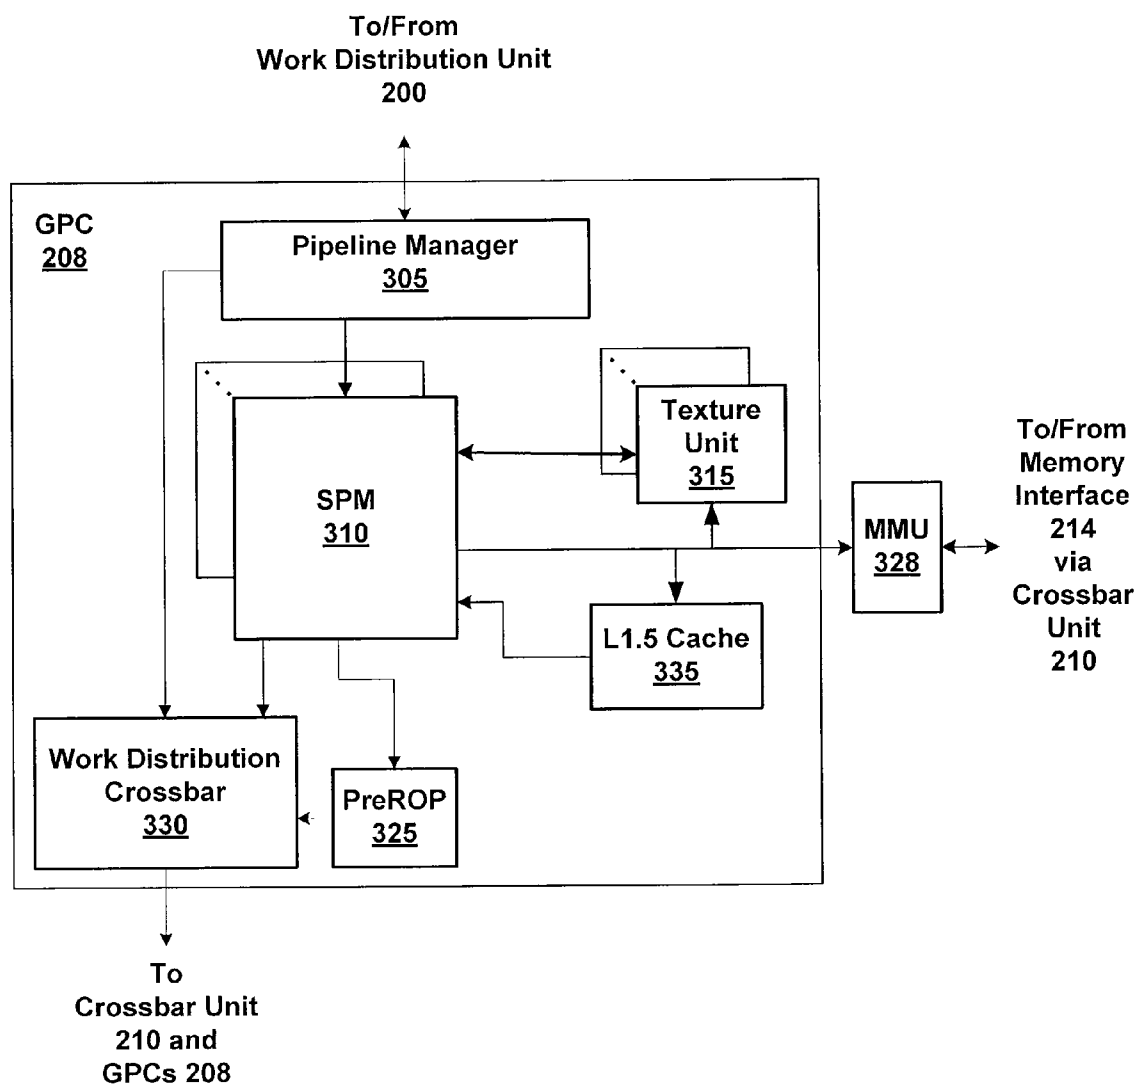 To/From
Work Distribution Unit
200
GPC
208
Pipeline Manager
305
Texture
Unit
315
SPM
310
To/From
Memory
Interface
214
via
Crossbar
Unit
210
MMU
328
L1.5 Cache
335
Work Distribution
Crossbar
330
PreROP
325
To
Crossbar Unit
210 and
GPCs 208